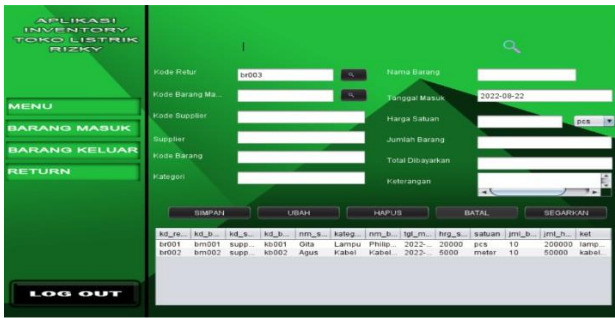 APLIKASI
INVENTORY
TOKO LISTRIK
RIZKY
MENU
BARANG MASUK
BARANG KELUAR
RETURN
LOG OUT
Kode Retur br003
Kode Barang Ma...
Kode Supplier
Supplier
Kode Barang
Kategori
Nama Barang
Tanggal Masuk 2022-08-22
Harga Satuan pcs
Jumlah Barang
Total Dibayarkan
Keterangan
SIMPAN UBAH HAPUS BATAL SEGARKAN
kd_re... kd_b... kd_s... kd_b... nm_s... kateg... nm_b... tgl_m... hrg_s... satuan jml_b... jml_h... ket
br001 bm001 supp... kb001 Gita Lampu Philip... 2022-... 20000 pcs 10 200000 lamp...
br002 bm002 supp... kb002 Agus Kabel Kabel... 2022-... 5000 meter 10 50000 kabel...